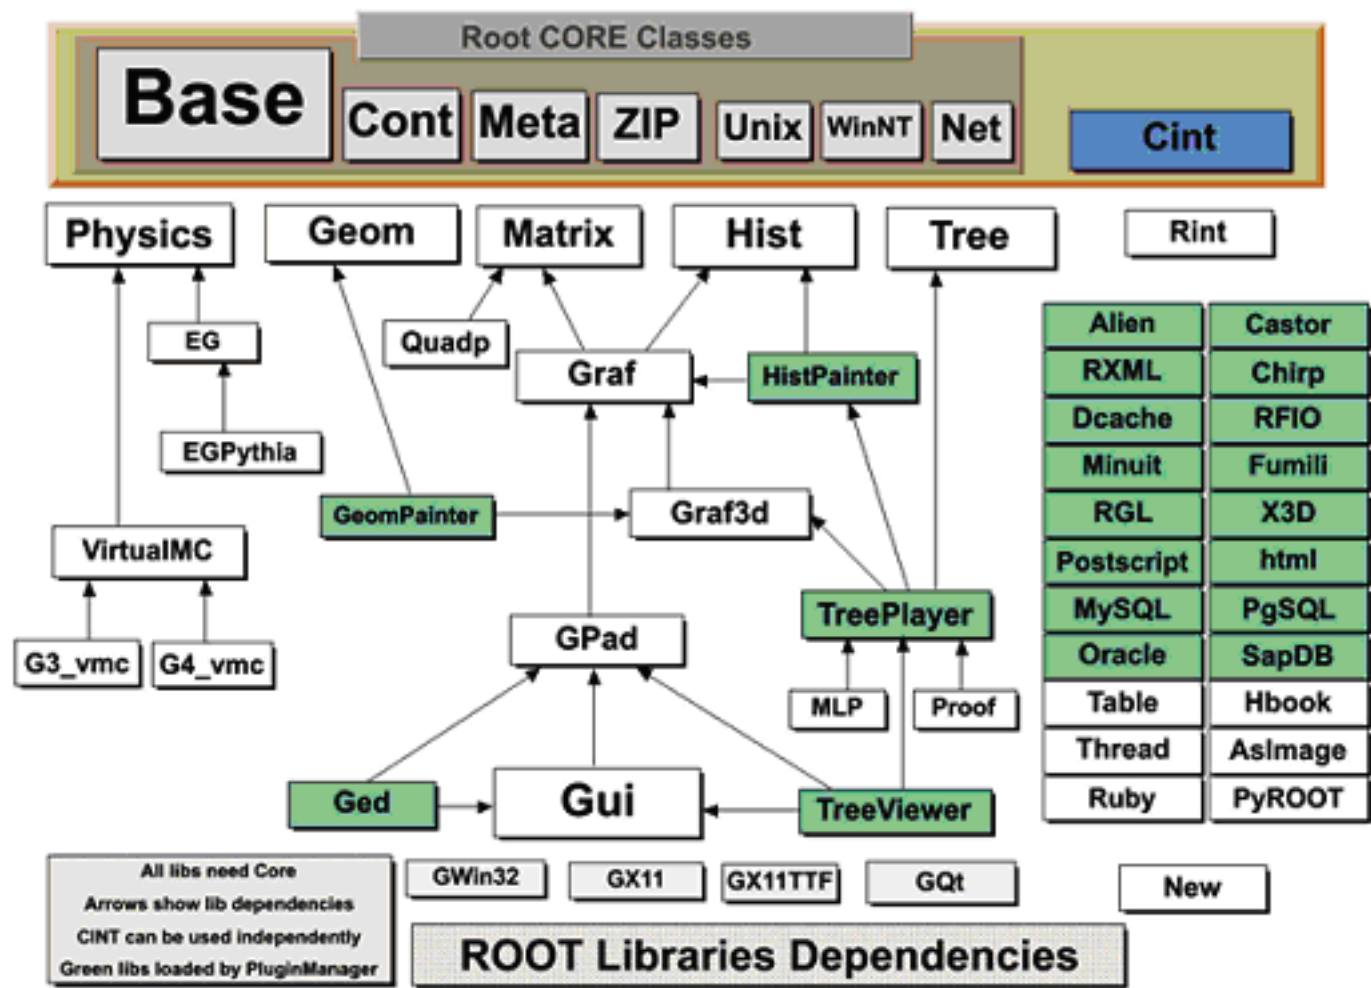 Root CORE Classes
Base
Cont
Meta
ZIP
Unix
WinNT
Net
Cint
Physics
Geom
Matrix
Hist
Tree
Rint
EG
Quadp
Graf
HistPainter
EGPythia
GeomPainter
Graf3d
VirtualMC
TreePlayer
GPad
G3_vmc
G4_vmc
MLP
Proof
Ged
Gui
TreeViewer
Alien
Castor
RXML
Chirp
Dcache
RFIO
Minuit
Fumili
RGL
X3D
Postscript
html
MySQL
PgSQL
Oracle
SapDB
Table
Hbook
Thread
AsImage
Ruby
PyROOT
All libs need Core
Arrows show lib dependencies
CINT can be used independently
Green libs loaded by PluginManager
GWin32
GX11
GX11TTF
GQt
New
ROOT Libraries Dependencies